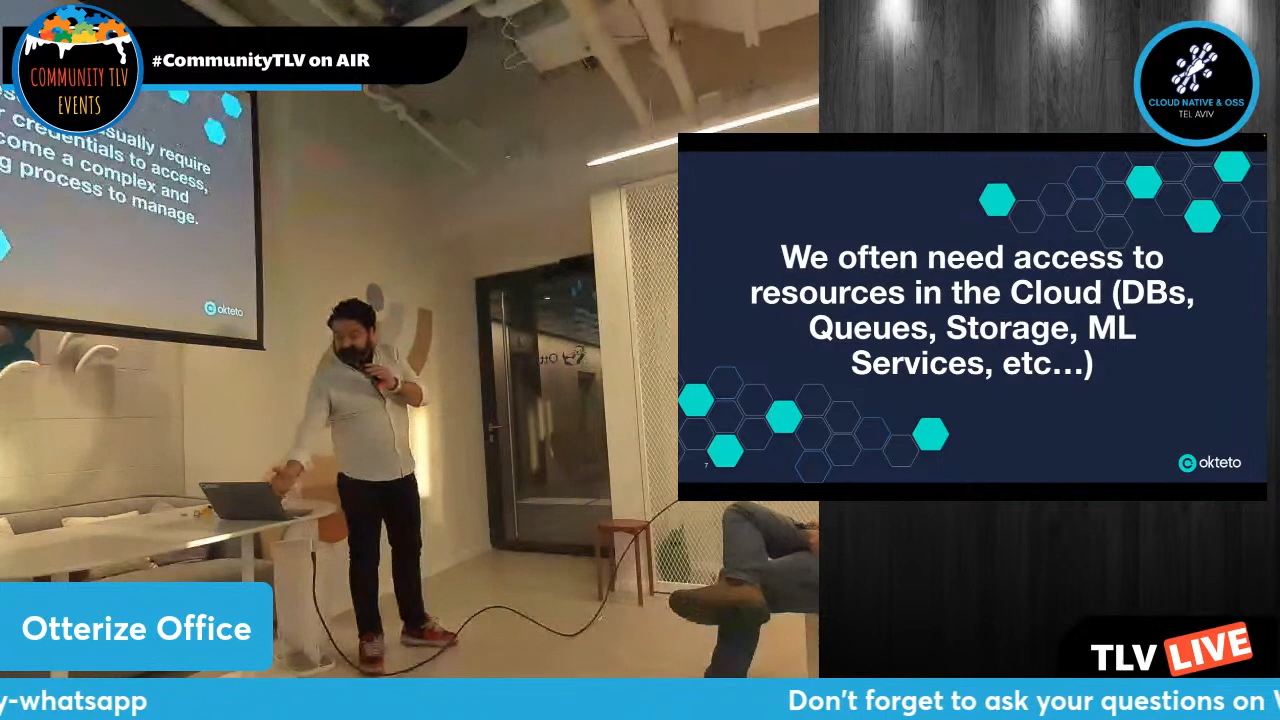 COMMUNITY TLV
EVENTS
#CommunityTLV on AIR
usually require
credentials to access,
come a complex and
g process to manage.
okteto
CLOUD NATIVE & OSS
TEL AVIV
We often need access to
resources in the Cloud (DBs,
Queues, Storage, ML
Services, etc...)
7
okteto
Otterize Office
TLV LIVE
y-whatsapp
Don't forget to ask your questions on